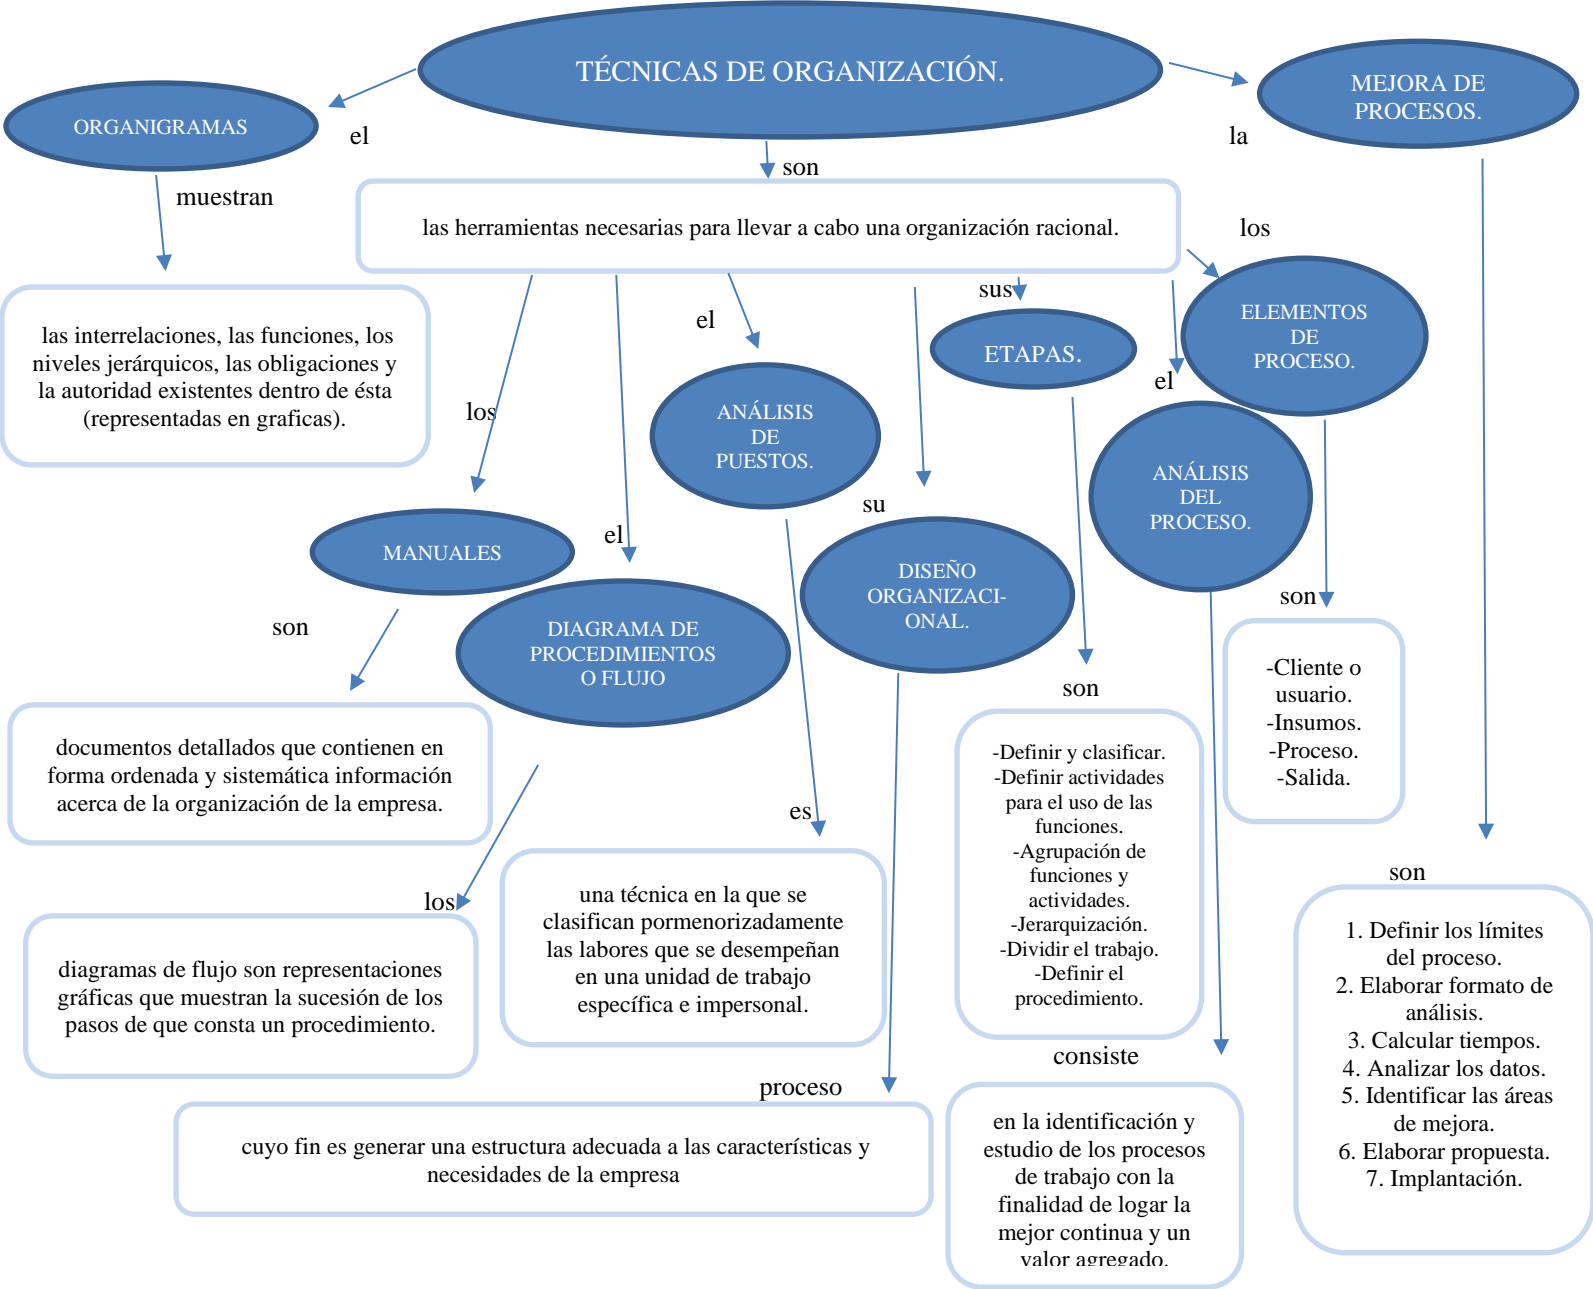 TÉCNICAS DE ORGANIZACIÓN.
MEJORA DE
PROCESOS.
ORGANIGRAMAS
el
la
son
muestran
las herramientas necesarias para llevar a cabo una organización racional.
los
las interrelaciones, las funciones, los
niveles jerárquicos, las obligaciones y
la autoridad existentes dentro de ésta
(representadas en graficas).
sus
el
ETAPAS.
ELEMENTOS
DE
PROCESO.
el
los
ANÁLISIS
DE
PUESTOS.
ANÁLISIS
DEL
PROCESO.
su
el
MANUALES
DISEÑO
ORGANIZACI-
ONAL.
son
son
DIAGRAMA DE
PROCEDIMIENTOS
O FLUJO
-Cliente o
usuario.
-Insumos.
-Proceso.
-Salida.
son
documentos detallados que contienen en
forma ordenada y sistemática información
acerca de la organización de la empresa.
-Definir y clasificar.
-Definir actividades
para el uso de las
funciones.
-Agrupación de
funciones y
actividades.
-Jerarquización.
-Dividir el trabajo.
-Definir el
procedimiento.
es
son
los
una técnica en la que se
clasifican pormenorizadamente
las labores que se desempeñan
en una unidad de trabajo
específica e impersonal.
diagramas de flujo son representaciones
gráficas que muestran la sucesión de los
pasos de que consta un procedimiento.
1. Definir los límites
del proceso.
2. Elaborar formato de
análisis.
3. Calcular tiempos.
4. Analizar los datos.
5. Identificar las áreas
de mejora.
6. Elaborar propuesta.
7. Implantación.
consiste
proceso
cuyo fin es generar una estructura adecuada a las características y
necesidades de la empresa
en la identificación y
estudio de los procesos
de trabajo con la
finalidad de logar la
mejor continua y un
valor agregado.